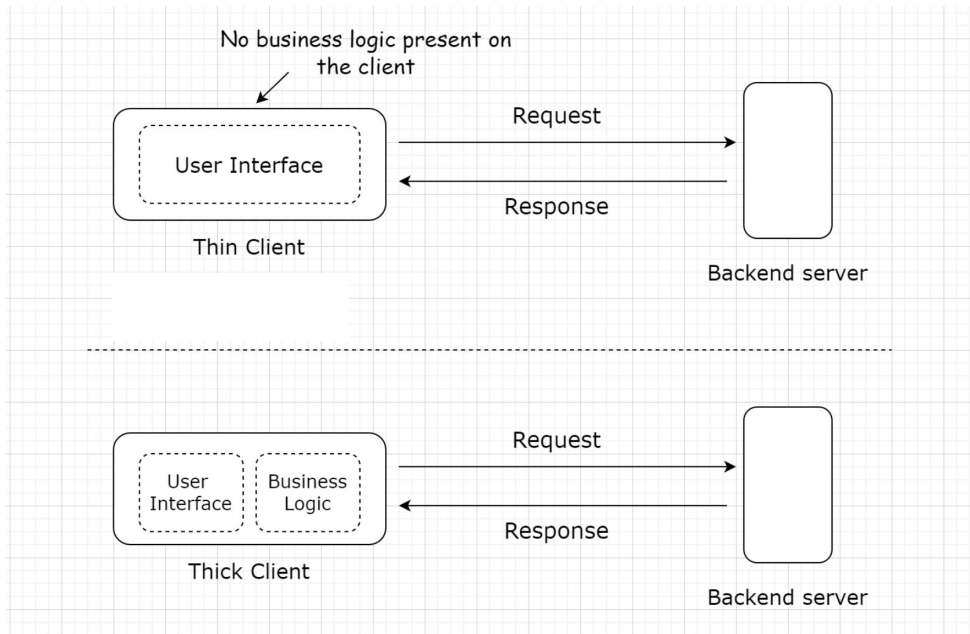 No business logic present on
the client
Request
User Interface
Response
Thin Client
Backend server
Request
User
Interface
Business
Logic
Response
Thick Client
Backend server